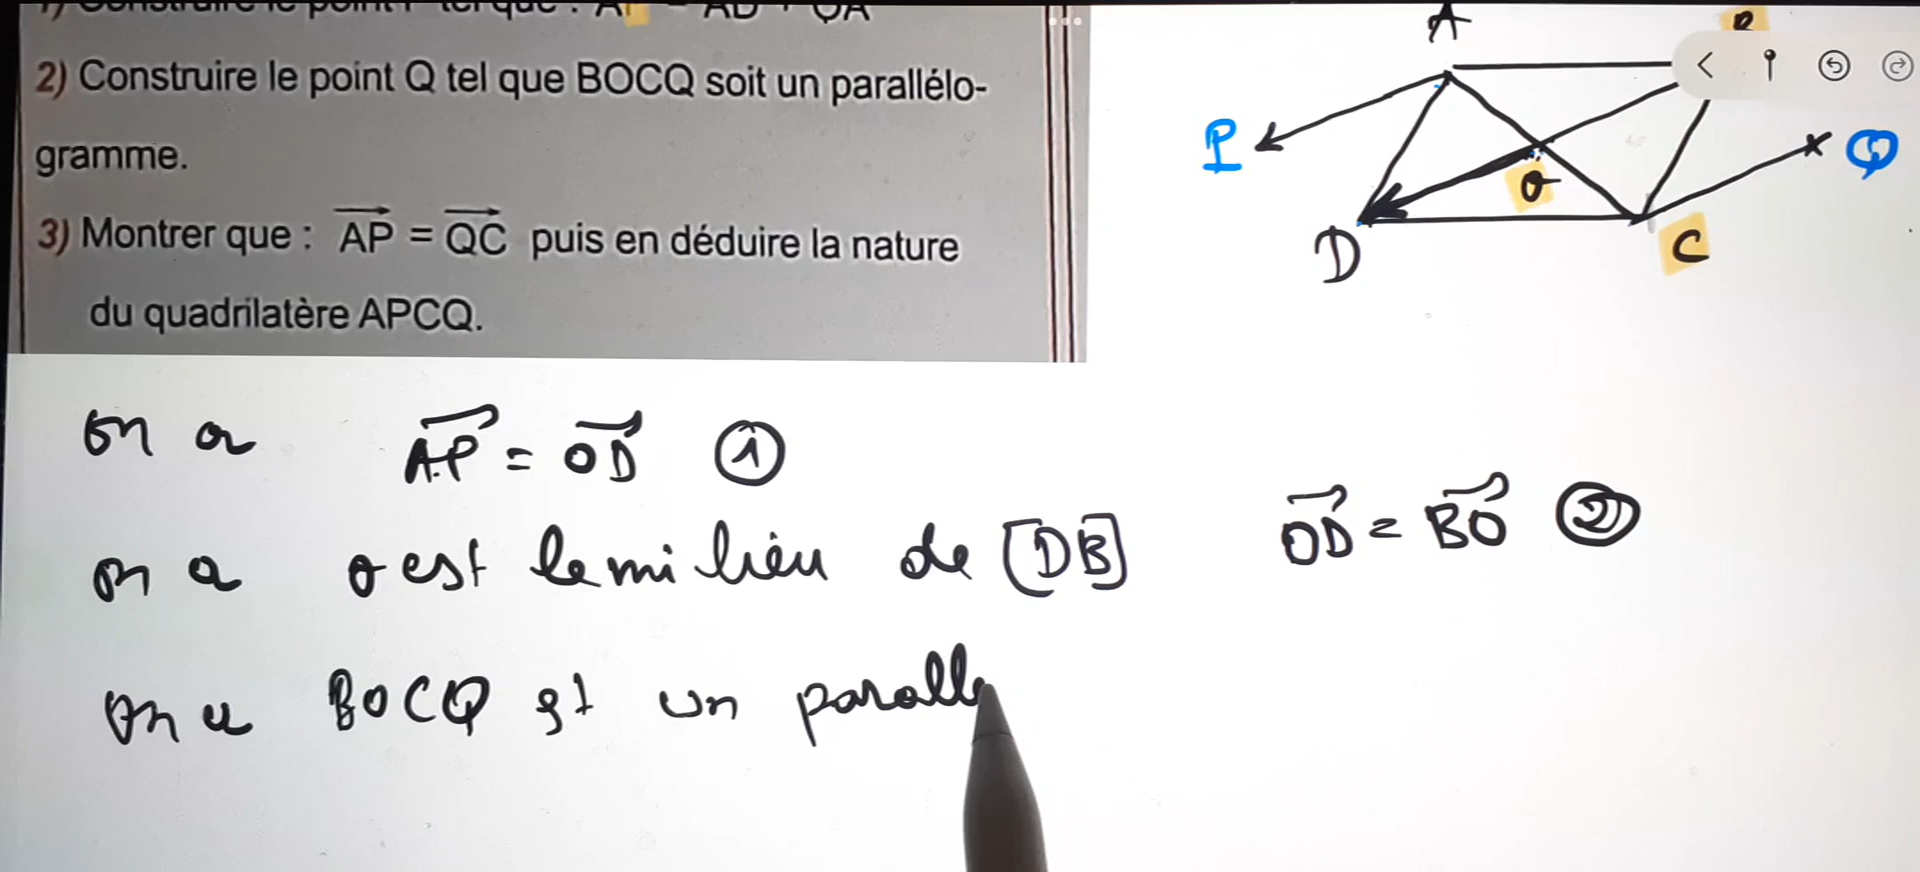 2) Construire le point Q tel que BOCQ soit un parallélo-
gramme.
3) Montrer que : AP = QC puis en déduire la nature
du quadrilatère APCQ.
A
P
Q
O
D
C
on a AP = OD ①
on a O est le milieu de [DB] OD = BO ②
on a BOCQ est un parall